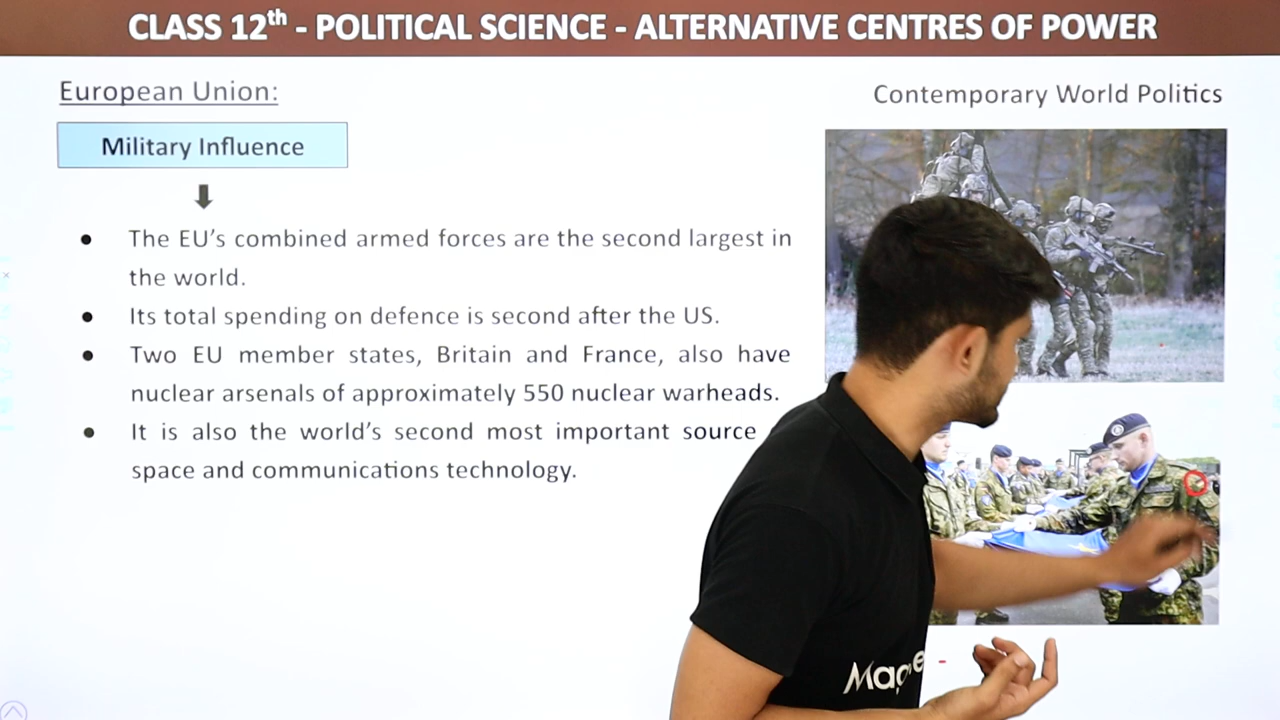 CLASS 12th - POLITICAL SCIENCE - ALTERNATIVE CENTRES OF POWER
European Union:
Contemporary World Politics
Military Influence
● The EU’s combined armed forces are the second largest in
the world.
● Its total spending on defence is second after the US.
● Two EU member states, Britain and France, also have
nuclear arsenals of approximately 550 nuclear warheads.
● It is also the world’s second most important source
space and communications technology.